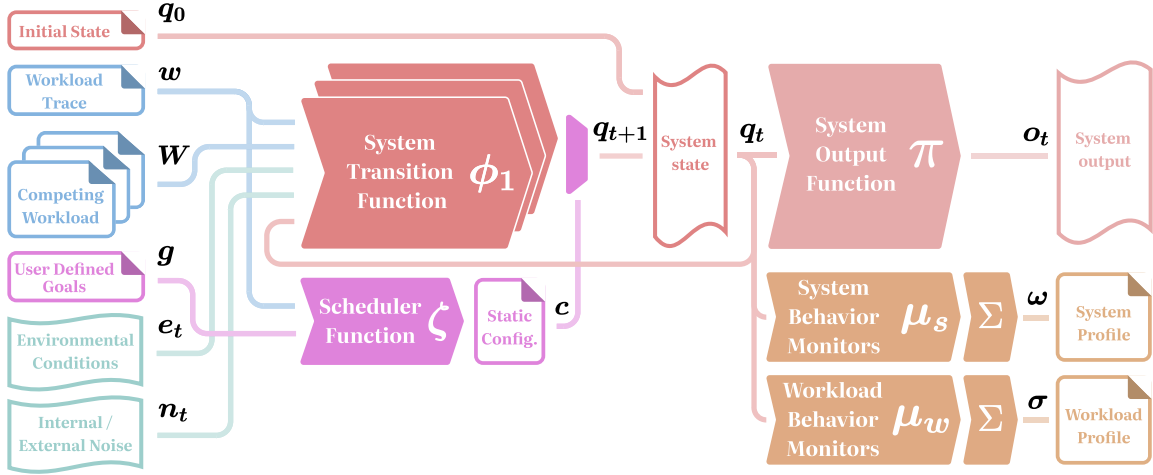 Initial State
q0
Workload
Trace
w
Competing
Workload
W
User Defined
Goals
g
Environmental
Conditions
et
Internal /
External Noise
nt
System
Transition
Function
ϕ1
Scheduler
Function
ζ
Static
Config.
c
qt+1
System
state
qt
System
Output
Function
π
ot
System
output
System
Behavior
Monitors
μs
Σ
ω
System
Profile
Workload
Behavior
Monitors
μw
Σ
σ
Workload
Profile